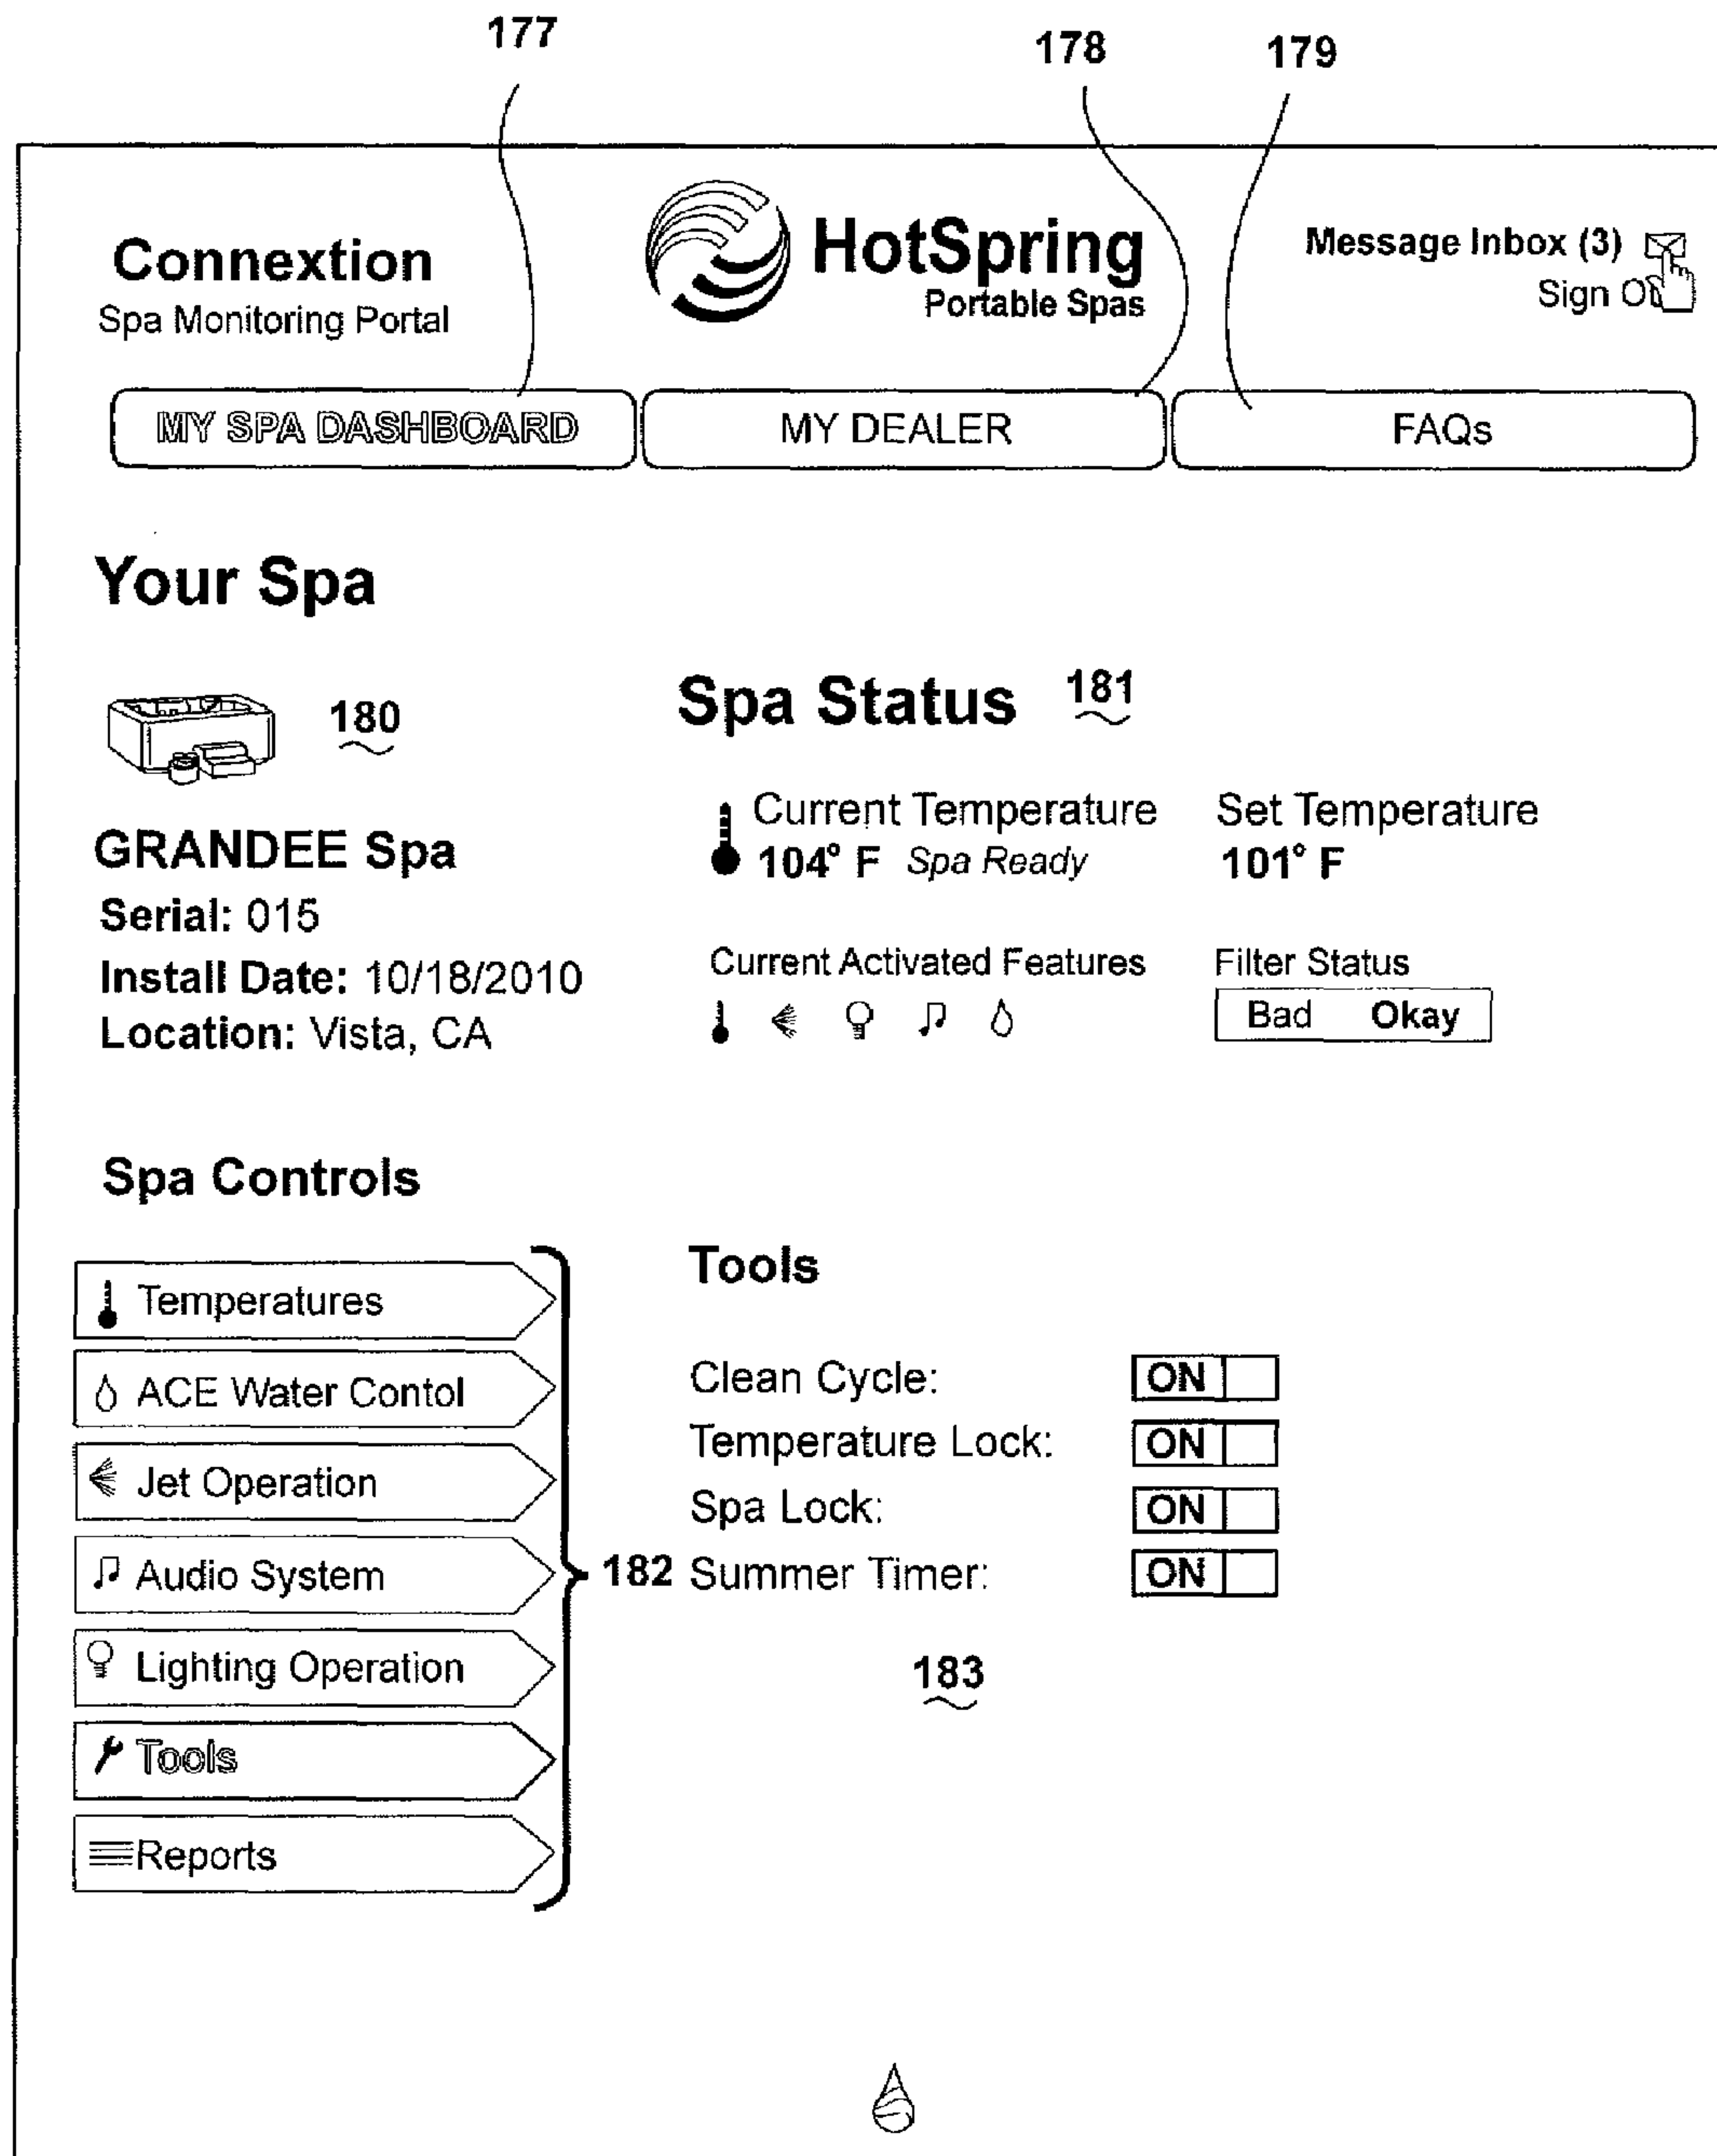 177
178 179
Connextion
Spa Monitoring Portal
HotSpring
Portable Spas
Message Inbox (3)
Sign
MY SPA DASHBOARD MY DEALER FAQs
Your Spa
180
GRANDEE Spa
Serial: 015
Install Date: 10/18/2010
Location: Vista, CA
Spa Status 181
Current Temperature Set Temperature
104° F Spa Ready 101° F
Current Activated Features Filter Status
Bad Okay
Spa Controls
Temperatures
ACE Water Contol
Jet Operation
Audio System
Lighting Operation
Tools
Reports
182
Tools
Clean Cycle: ON
Temperature Lock: ON
Spa Lock: ON
Summer Timer: ON
183